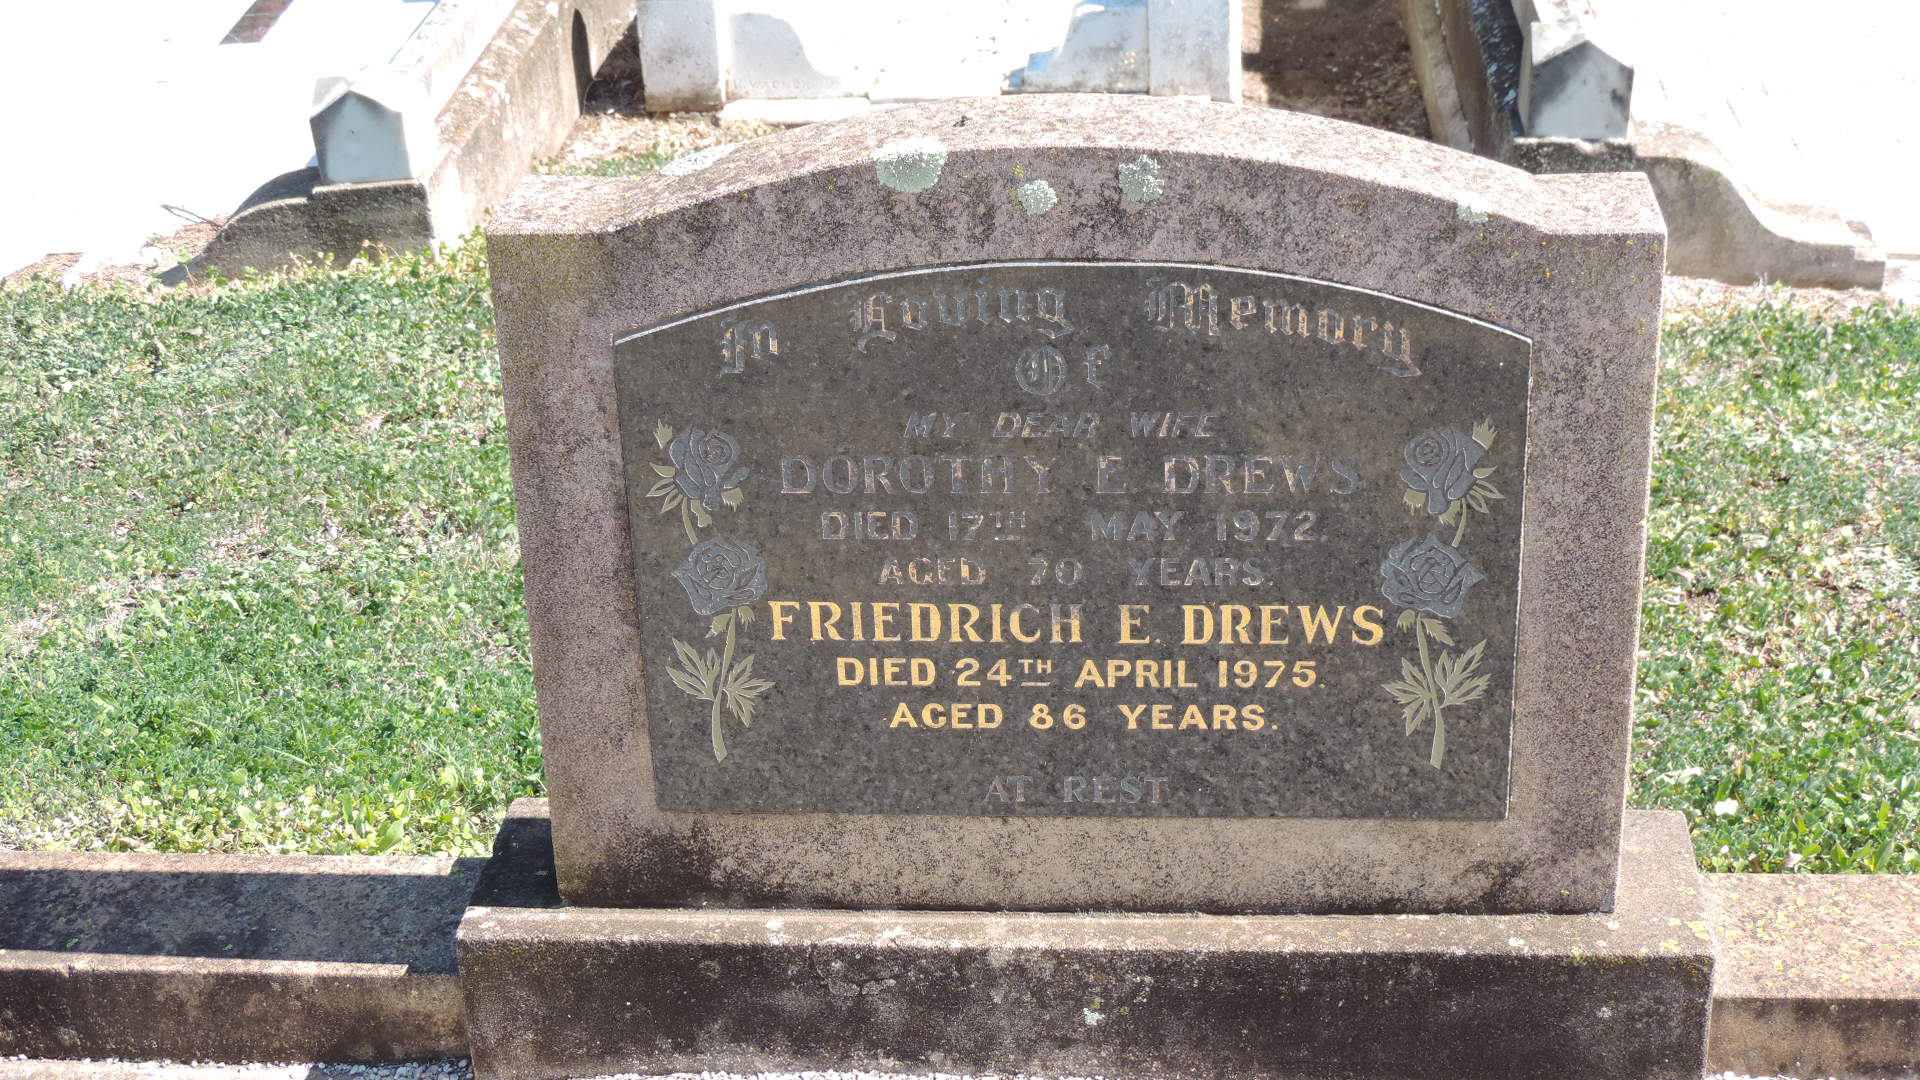 In Loving Memory
Of
MY DEAR WIFE
DOROTHY E DREWS
DIED 17TH MAY 1972.
AGED 70 YEARS.
FRIEDRICH E. DREWS
DIED 24TH APRIL 1975.
AGED 86 YEARS.
AT REST